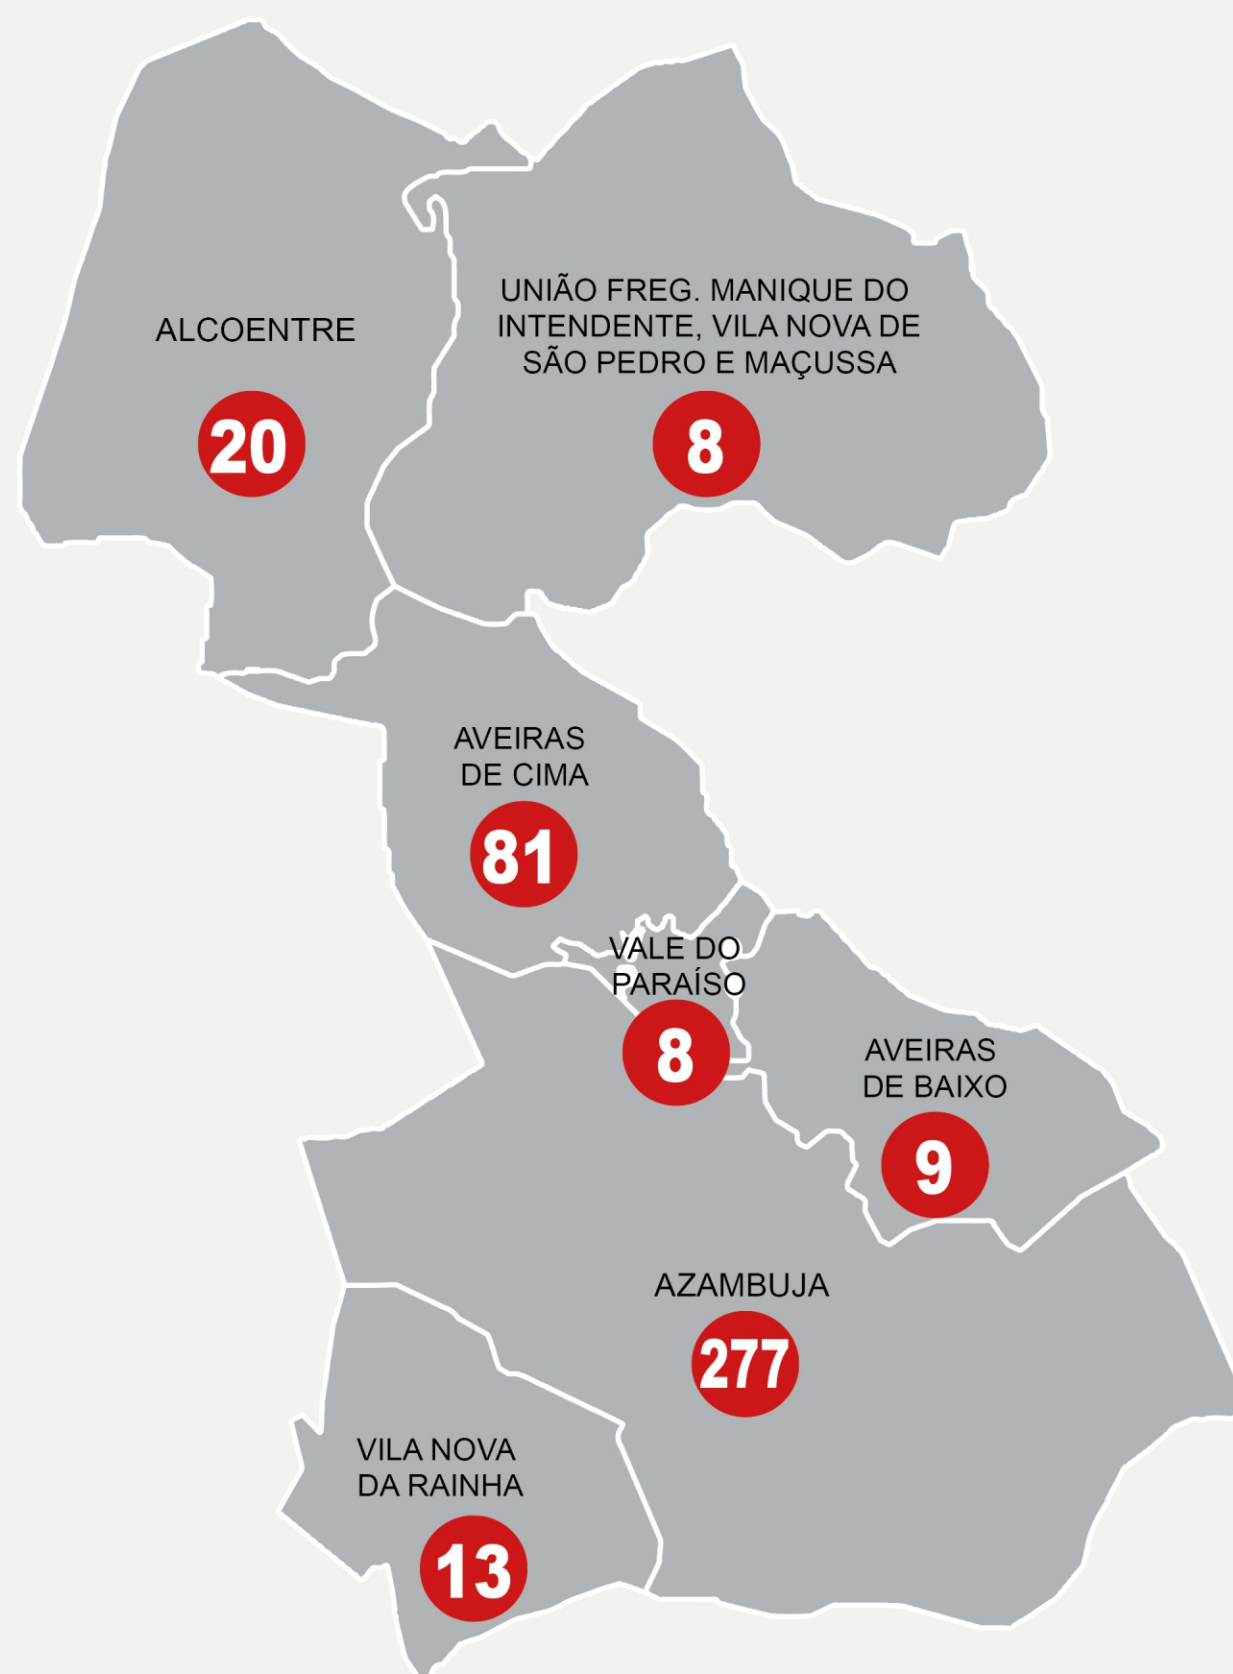 ALCOENTRE
20
UNIÃO FREG. MANIQUE DO
INTENDENTE, VILA NOVA DE
SÃO PEDRO E MAÇUSSA
8
AVEIRAS
DE CIMA
81
VALE DO
PARAÍSO
8
AVEIRAS
DE BAIXO
9
AZAMBUJA
277
VILA NOVA
DA RAINHA
13